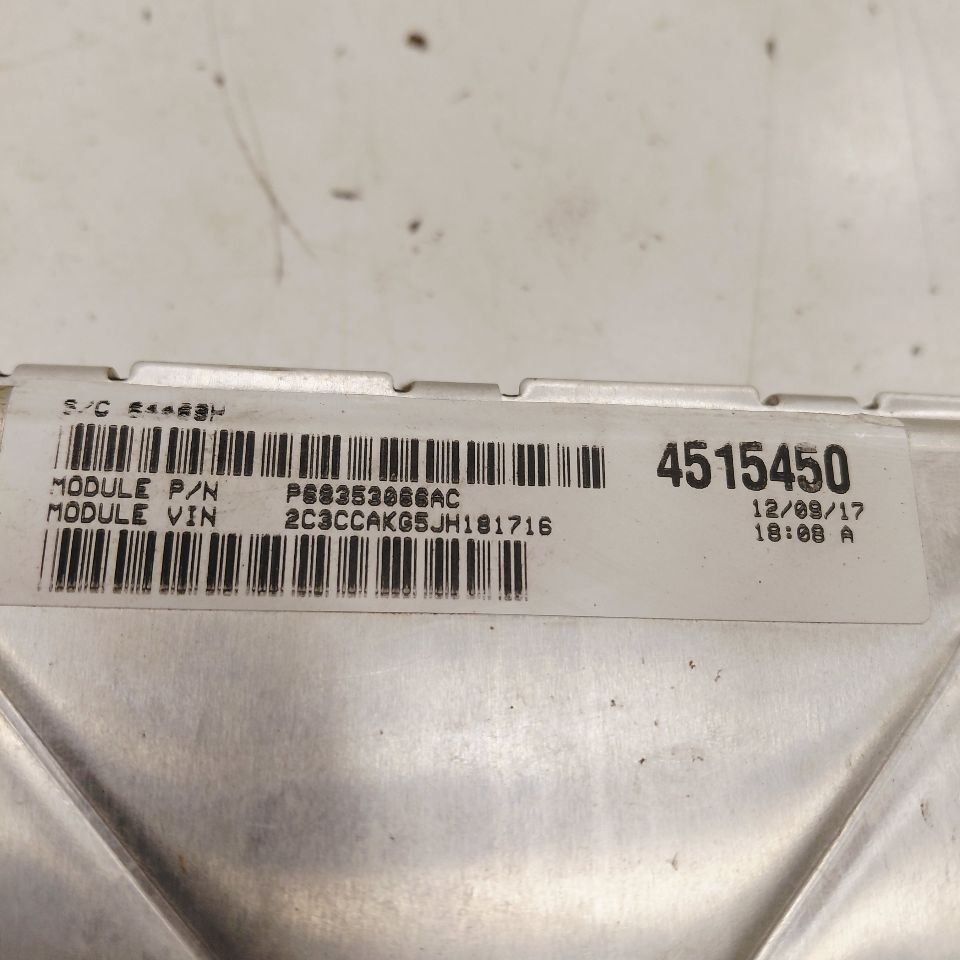 S/C
MODULE P/N P68353066AC
MODULE VIN 2C3CCAKG5JH181716
4515450
12/09/17
18:08 A